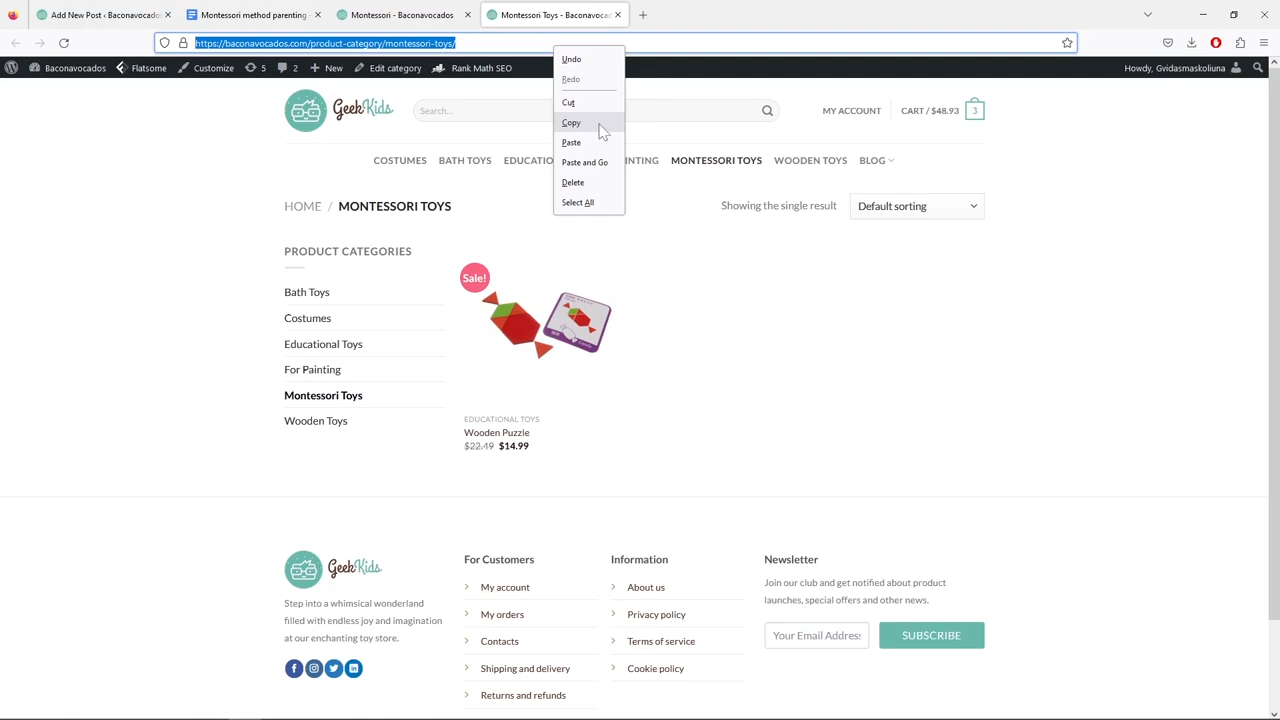 Add New Post ‹ Baconavocados
Montessori method parenting -
Montessori - Baconavocados
Montessori Toys - Baconavocad
https://baconavocados.com/product-category/montessori-toys/
Baconavocados
Flatsome
Customize
5
2
New
Edit category
Rank Math SEO
Howdy, Gvidasmaskoliuna
Undo
Redo
Cut
Copy
Paste
Paste and Go
Delete
Select All
GeekKids
Search...
MY ACCOUNT
CART / $48.93
3
COSTUMES
BATH TOYS
EDUCATIO
INTING
MONTESSORI TOYS
WOODEN TOYS
BLOG
HOME / MONTESSORI TOYS
Showing the single result
Default sorting
PRODUCT CATEGORIES
Bath Toys
Costumes
Educational Toys
For Painting
Montessori Toys
Wooden Toys
Sale!
EDUCATIONAL TOYS
Wooden Puzzle
$22.49 $14.99
GeekKids
Step into a whimsical wonderland
filled with endless joy and imagination
at our enchanting toy store.
For Customers
My account
My orders
Contacts
Shipping and delivery
Returns and refunds
Information
About us
Privacy policy
Terms of service
Cookie policy
Newsletter
Join our club and get notified about product
launches, special offers and other news.
Your Email Address
SUBSCRIBE